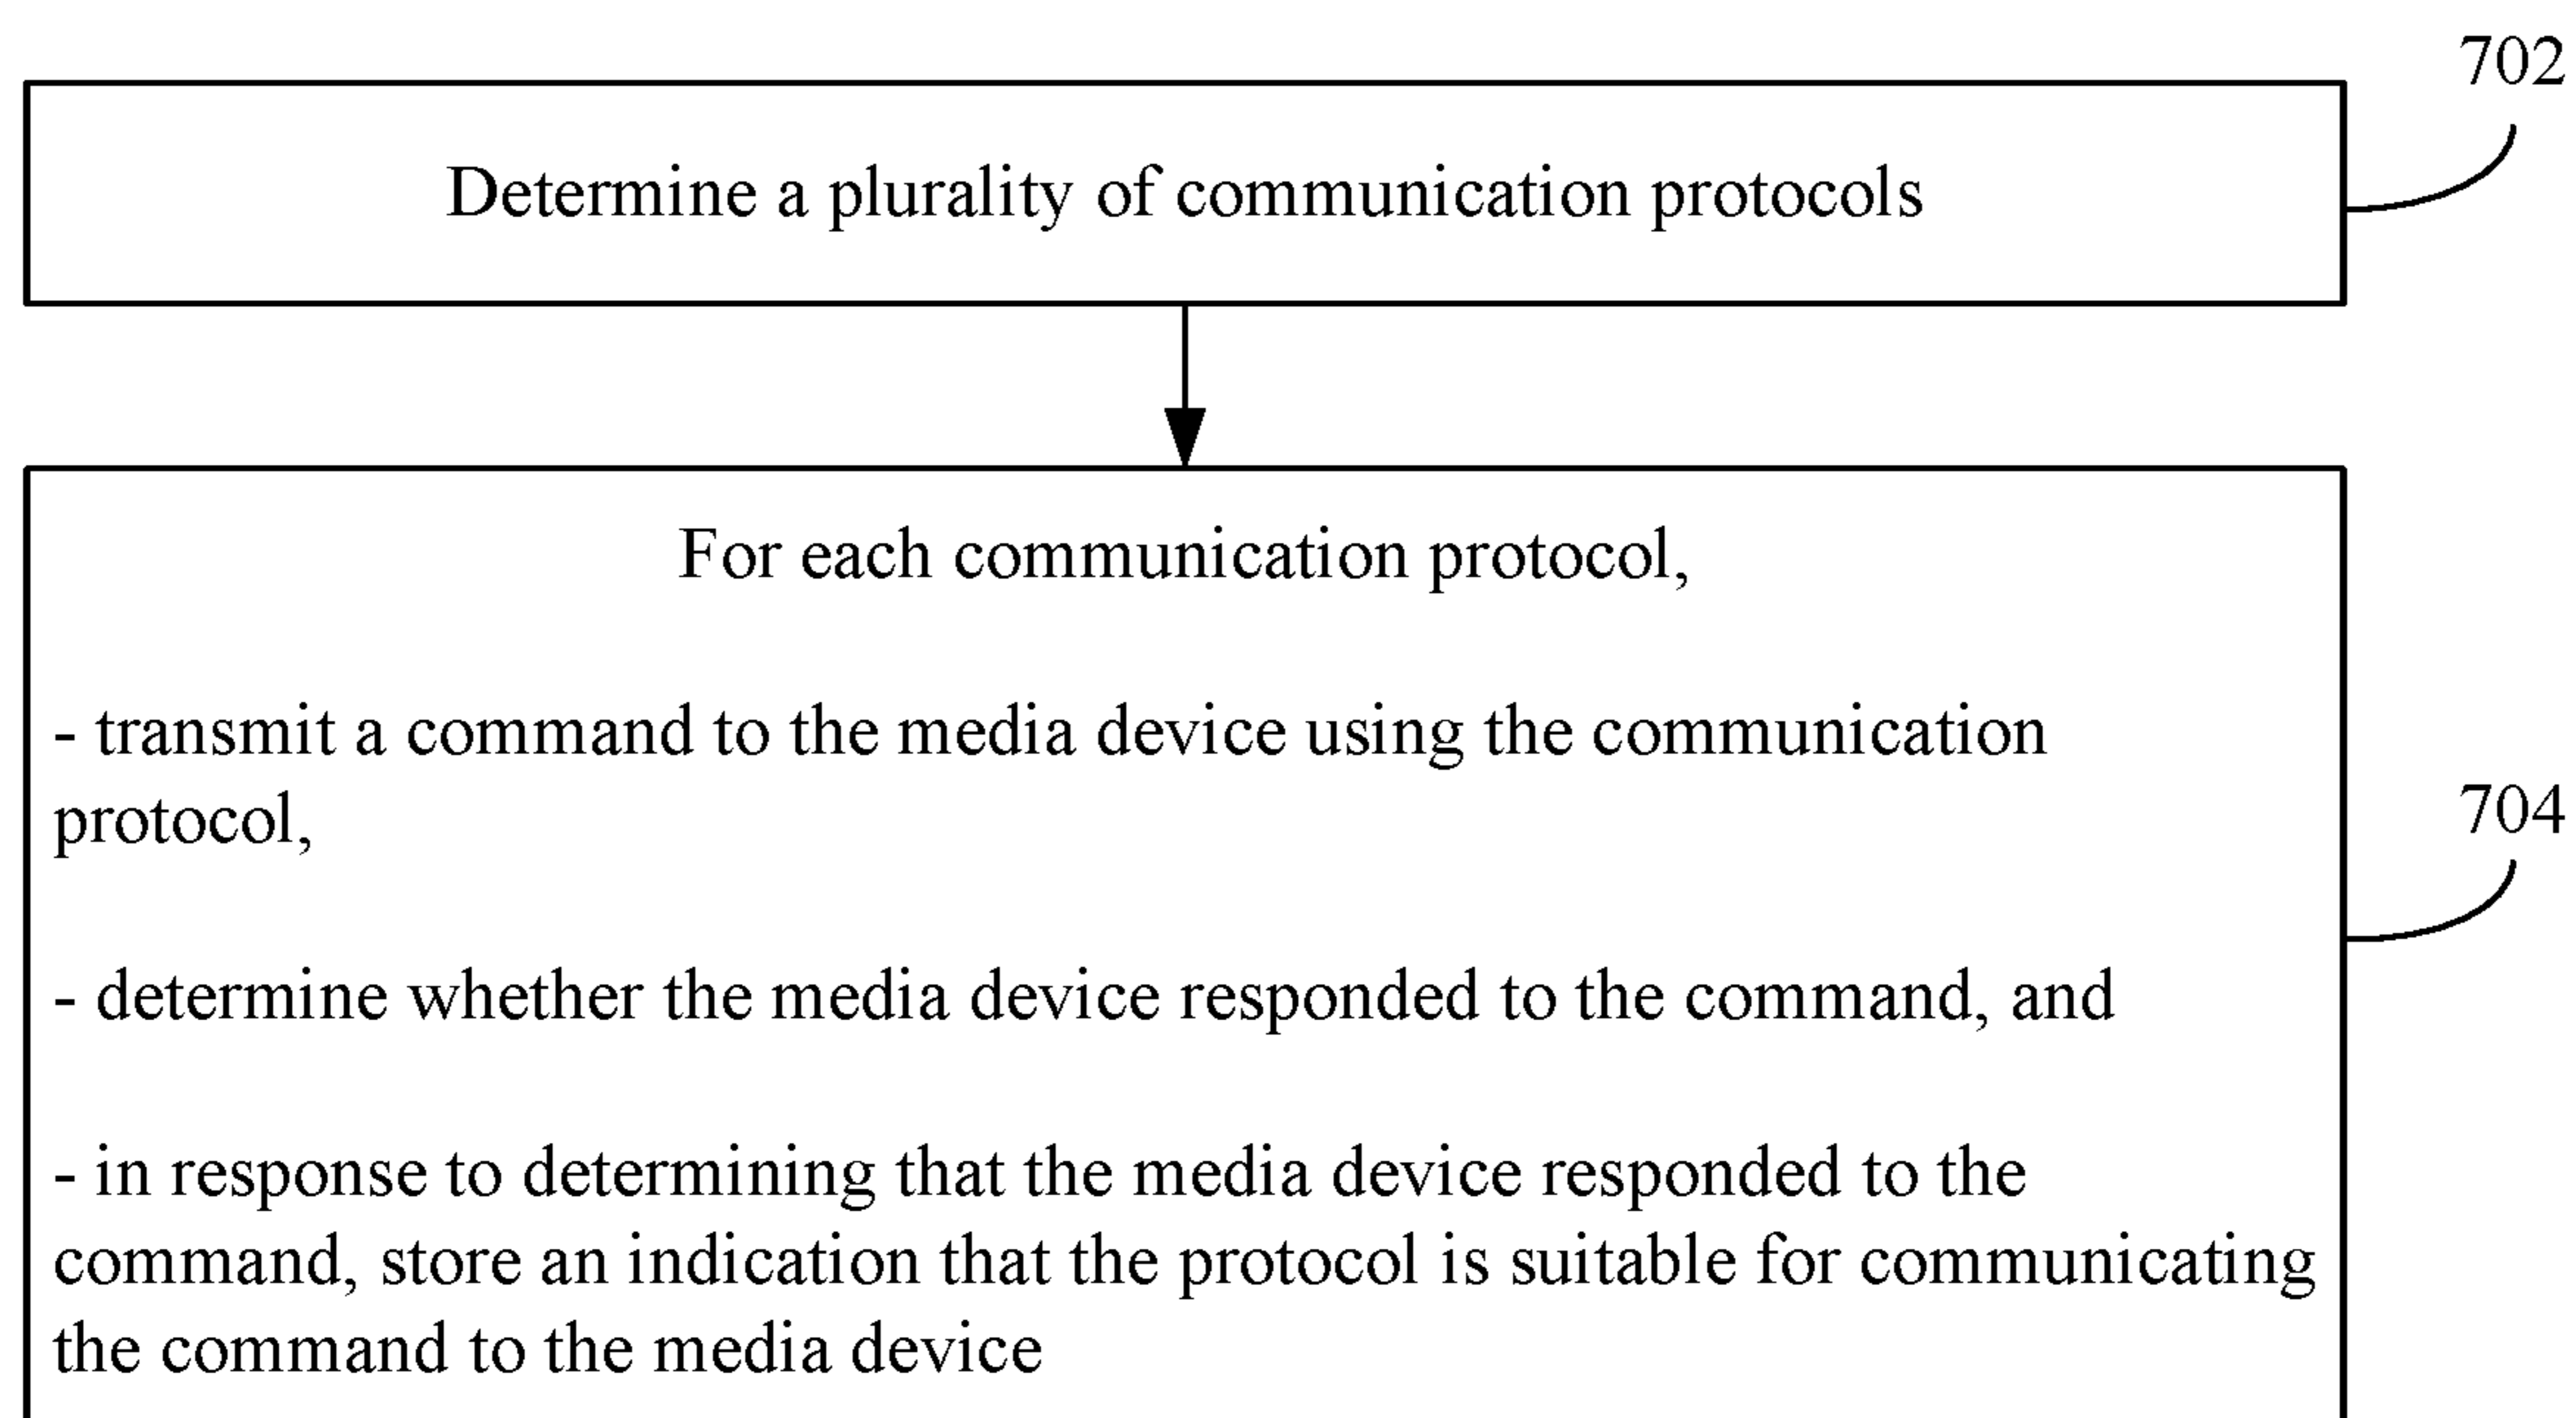 702
Determine a plurality of communication protocols
For each communication protocol,
- transmit a command to the media device using the communication
protocol,
704
- determine whether the media device responded to the command, and
- in response to determining that the media device responded to the
command, store an indication that the protocol is suitable for communicating
the command to the media device